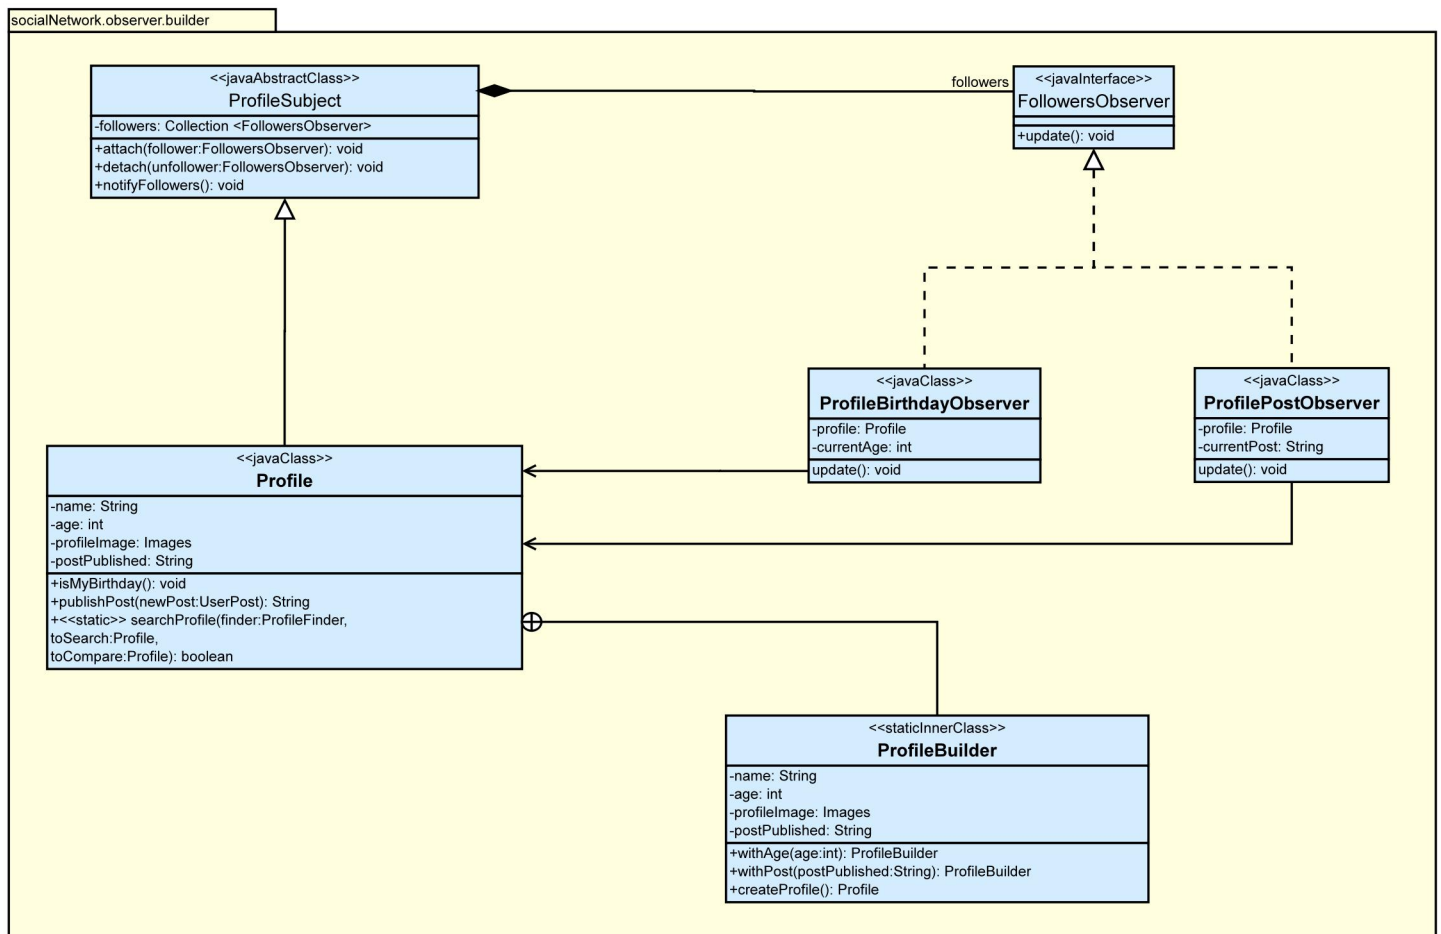 socialNetwork.observer.builder
<<javaAbstractClass>>
ProfileSubject
-followers: Collection <FollowersObserver>
+attach(follower:FollowersObserver): void
+detach(unfollower:FollowersObserver): void
+notifyFollowers(): void
followers
<<javaInterface>>
FollowersObserver
+update(): void
<<javaClass>>
ProfileBirthdayObserver
-profile: Profile
-currentAge: int
update(): void
<<javaClass>>
ProfilePostObserver
-profile: Profile
-currentPost: String
update(): void
<<javaClass>>
Profile
-name: String
-age: int
-profileImage: Images
-postPublished: String
+isMyBirthday(): void
+publishPost(newPost:UserPost): String
+<<static>> searchProfile(finder:ProfileFinder,
toSearch:Profile,
toCompare:Profile): boolean
<<staticInnerClass>>
ProfileBuilder
-name: String
-age: int
-profileImage: Images
-postPublished: String
+withAge(age:int): ProfileBuilder
+withPost(postPublished:String): ProfileBuilder
+createProfile(): Profile